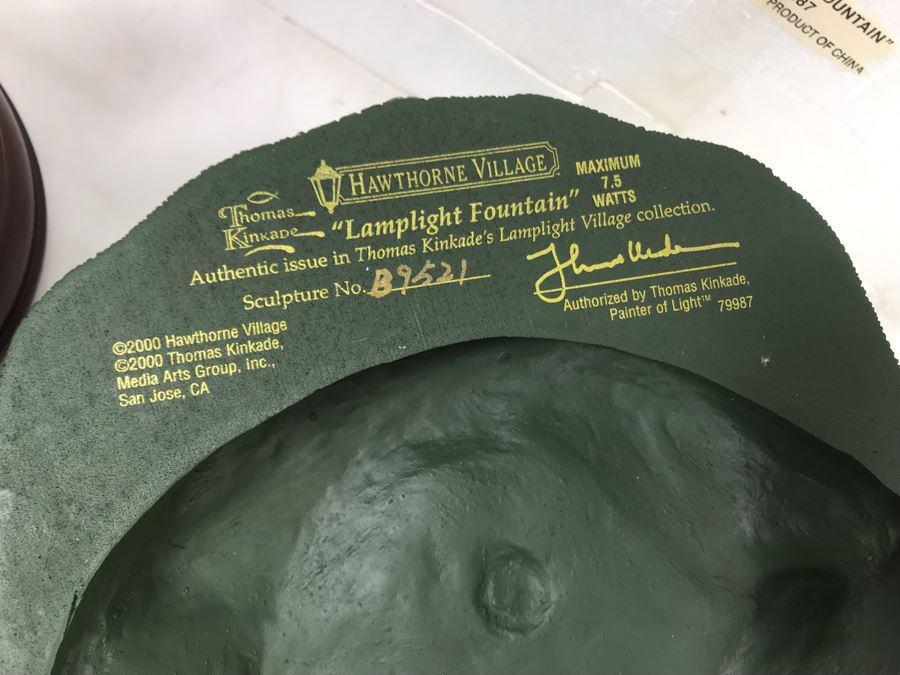 OUNTAIN"
87
PRODUCT OF CHINA
Thomas Kinkade
HAWTHORNE VILLAGE
MAXIMUM
7.5
WATTS
"Lamplight Fountain"
Authentic issue in Thomas Kinkade's Lamplight Village collection.
Sculpture No. B9521
Authorized by Thomas Kinkade,
Painter of Light™ 79987
©2000 Hawthorne Village
©2000 Thomas Kinkade,
Media Arts Group, Inc.,
San Jose, CA